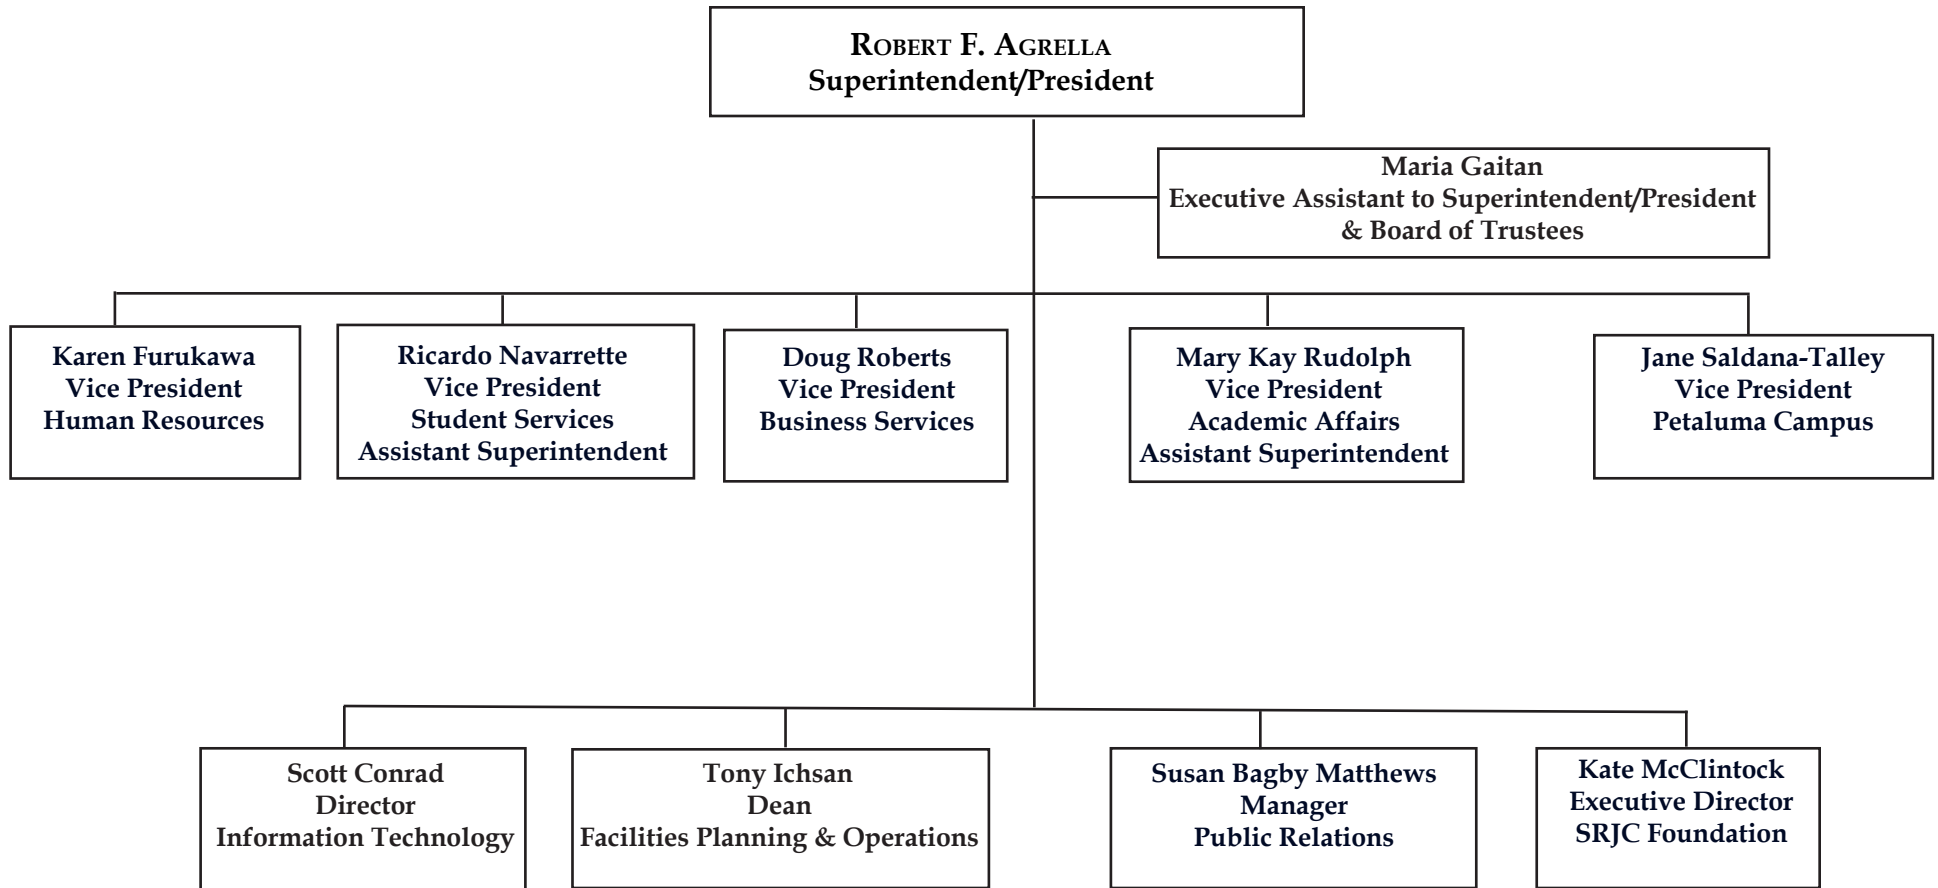 ROBERT F. AGRELLA
Superintendent/President
Maria Gaitan
Executive Assistant to Superintendent/President
& Board of Trustees
Karen Furukawa
Vice President
Human Resources
Ricardo Navarrette
Vice President
Student Services
Assistant Superintendent
Doug Roberts
Vice President
Business Services
Mary Kay Rudolph
Vice President
Academic Affairs
Assistant Superintendent
Jane Saldana-Talley
Vice President
Petaluma Campus
Scott Conrad
Director
Information Technology
Tony Ichsan
Dean
Facilities Planning & Operations
Susan Bagby Matthews
Manager
Public Relations
Kate McClintock
Executive Director
SRJC Foundation